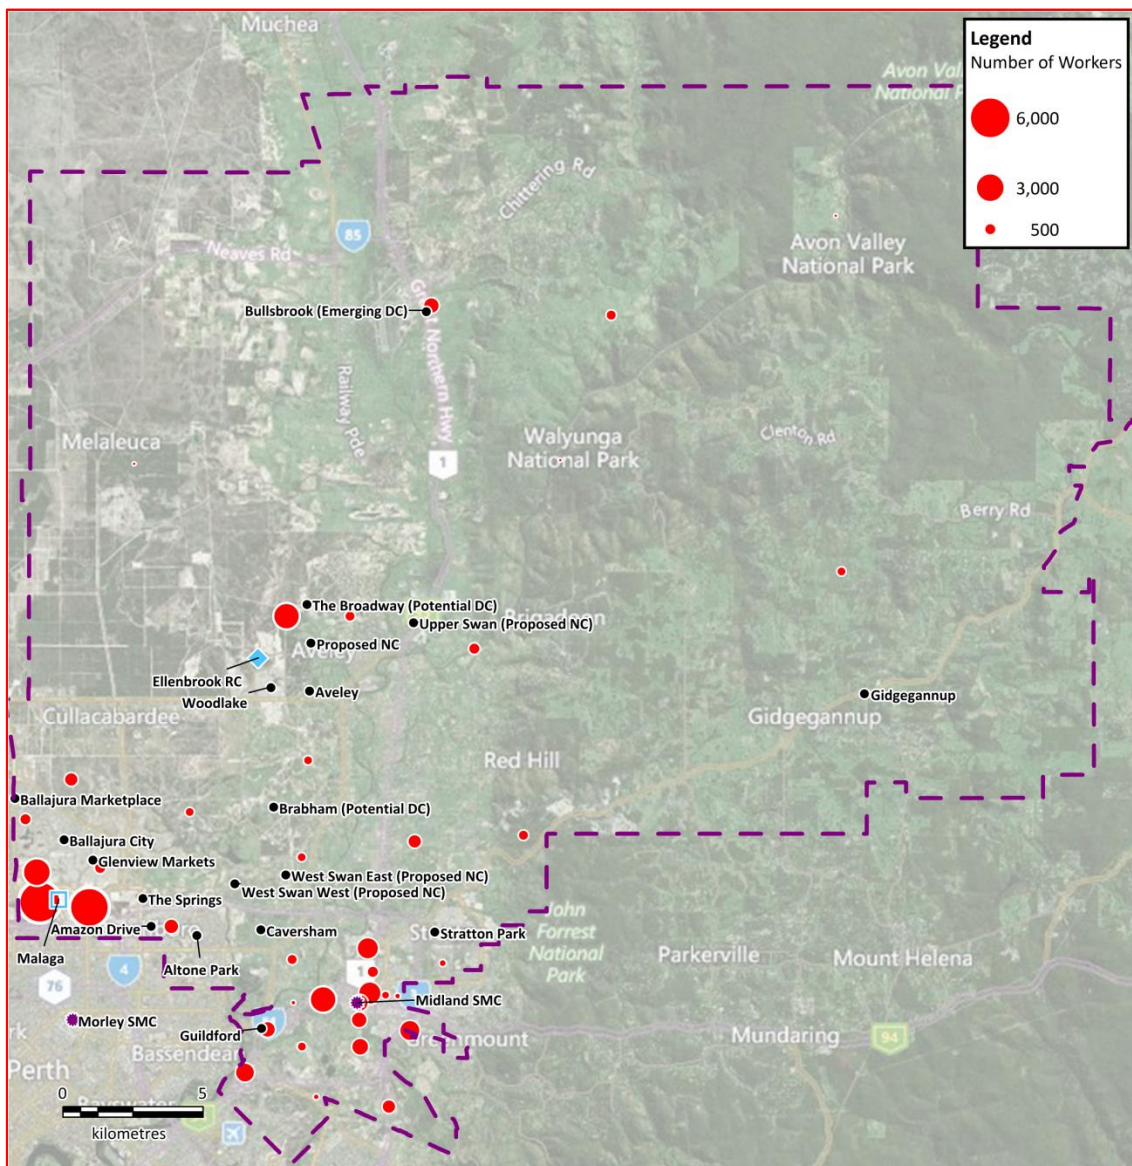 Muchea
Legend
Number of Workers
6,000
3,000
500
Avon Val
National P
Chittering Rd
85
Neaves Rd
Avon Valley
National Park
Bullsbrook (Emerging DC)
Northern Hwy
Railway Pde
Melaleuca
Walyunga
National Park
Clenton Rd
1
Berry Rd
The Broadway (Potential DC)
Upper Swan (Proposed NC)
Proposed NC
Aveley
Ellenbrook RC
Woodlake
Aveley
Gidgegannup
Cullacabardee
Gidgegannup
Red Hill
Ballajura Marketplace
Brabham (Potential DC)
Ballajura City
Glenview Markets
West Swan East (Proposed NC)
West Swan West (Proposed NC)
The Springs
Amazon Drive
Caversham
Stratton Park
John
Forrest
National
Park
Malaga
Altone Park
Parkerville
Mount Helena
4
76
1
Midland SMC
Morley SMC
Guildford
Mundaring
94
Bassendean
Perth
0
5
Bayswater
kilometres